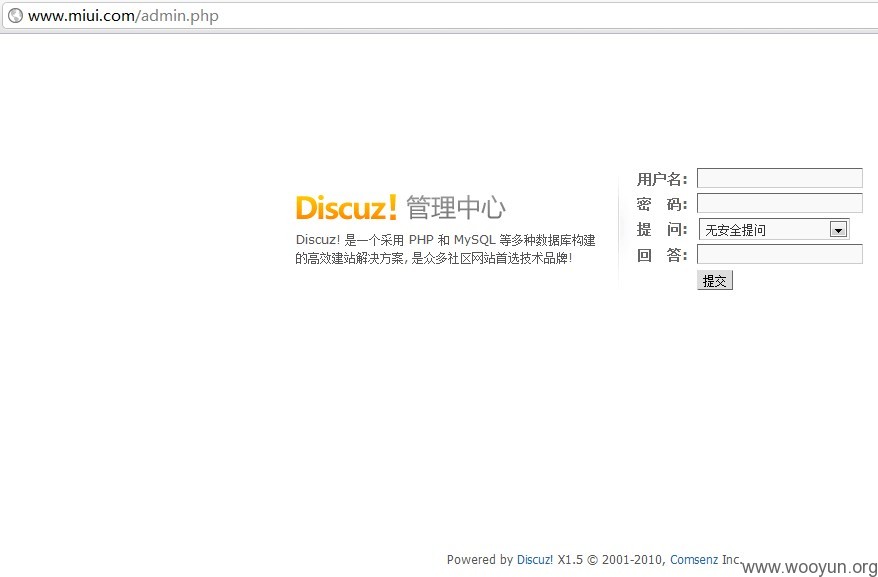 www.miui.com/admin.php
Discuz! 管理中心
Discuz! 是一个采用 PHP 和 MySQL 等多种数据库构建
的高效建站解决方案, 是众多社区网站首选技术品牌!
用户名:
密 码:
提 问: 无安全提问
回 答:
提交
Powered by Discuz! X1.5 © 2001-2010, Comsenz Inc.
www.wooyun.org